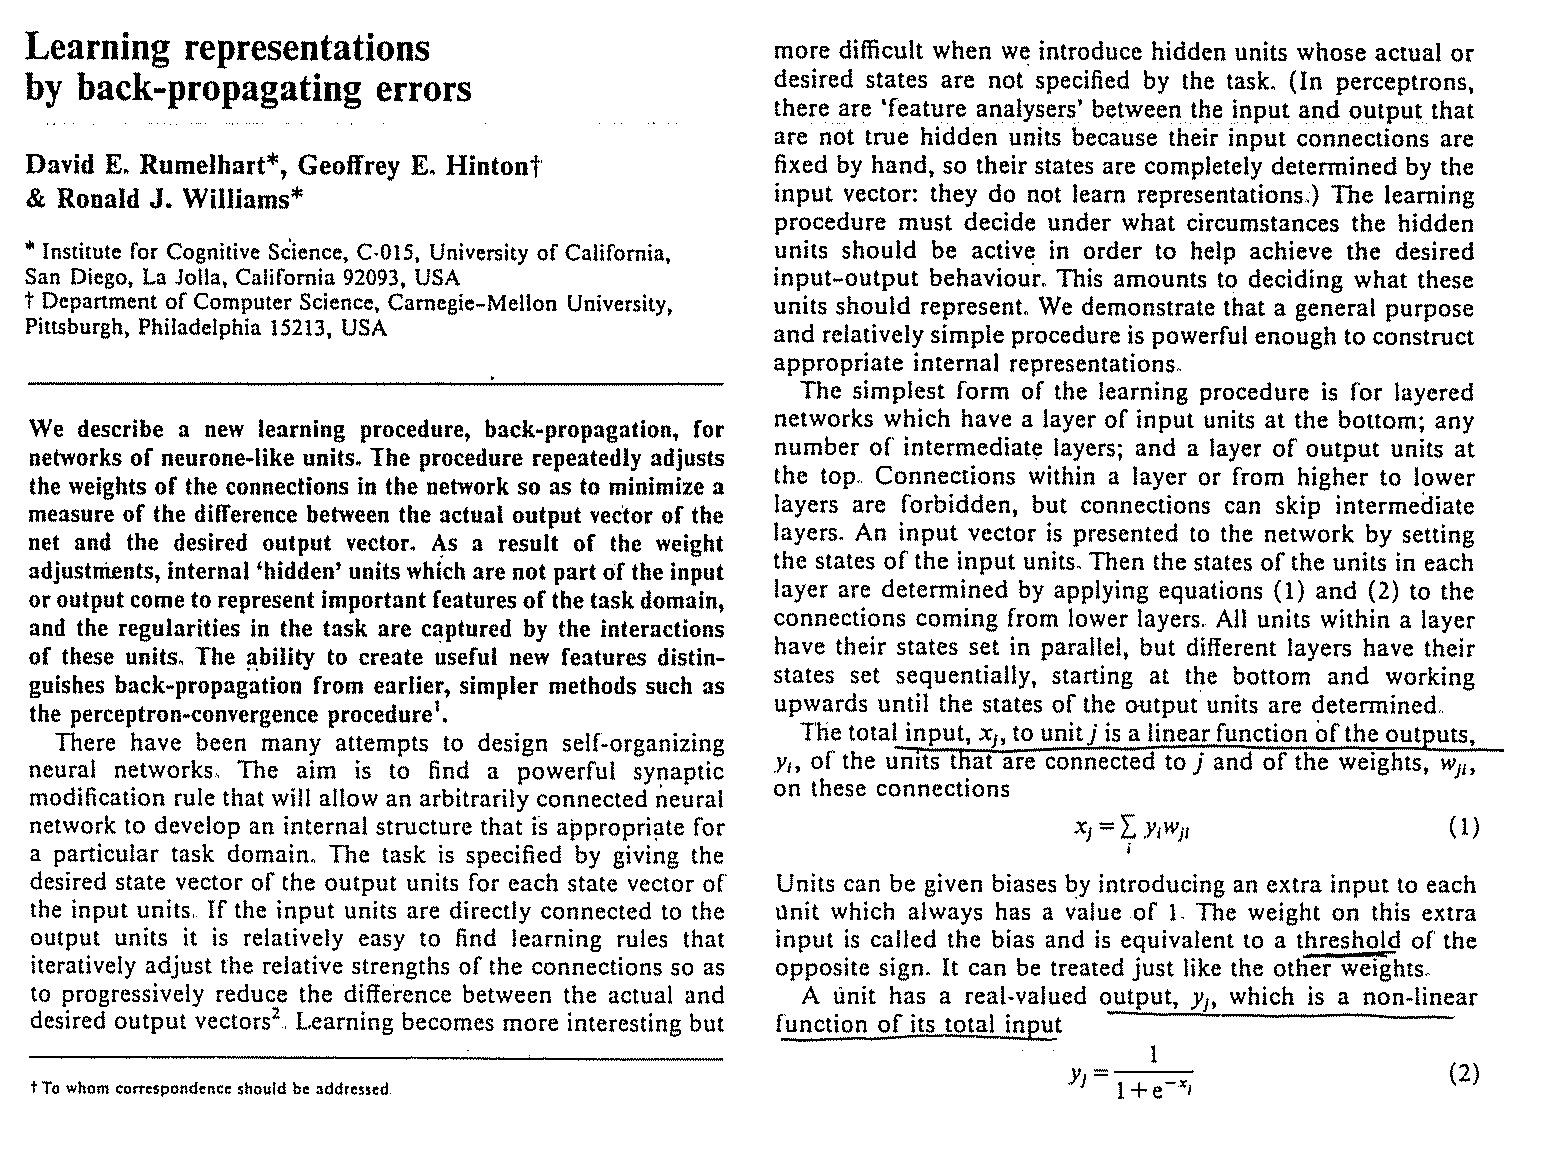 Learning representations
by back-propagating errors
David E. Rumelhart*, Geoffrey E. Hinton†
& Ronald J. Williams*
* Institute for Cognitive Science, C-015, University of California,
San Diego, La Jolla, California 92093, USA
† Department of Computer Science, Carnegie-Mellon University,
Pittsburgh, Philadelphia 15213, USA
We describe a new learning procedure, back-propagation, for
networks of neurone-like units. The procedure repeatedly adjusts
the weights of the connections in the network so as to minimize a
measure of the difference between the actual output vector of the
net and the desired output vector. As a result of the weight
adjustments, internal ‘hidden’ units which are not part of the input
or output come to represent important features of the task domain,
and the regularities in the task are captured by the interactions
of these units. The ability to create useful new features distin-
guishes back-propagation from earlier, simpler methods such as
the perceptron-convergence procedure¹.
There have been many attempts to design self-organizing
neural networks. The aim is to find a powerful synaptic
modification rule that will allow an arbitrarily connected neural
network to develop an internal structure that is appropriate for
a particular task domain. The task is specified by giving the
desired state vector of the output units for each state vector of
the input units. If the input units are directly connected to the
output units it is relatively easy to find learning rules that
iteratively adjust the relative strengths of the connections so as
to progressively reduce the difference between the actual and
desired output vectors². Learning becomes more interesting but
† To whom correspondence should be addressed.
more difficult when we introduce hidden units whose actual or
desired states are not specified by the task. (In perceptrons,
there are ‘feature analysers’ between the input and output that
are not true hidden units because their input connections are
fixed by hand, so their states are completely determined by the
input vector: they do not learn representations.) The learning
procedure must decide under what circumstances the hidden
units should be active in order to help achieve the desired
input-output behaviour. This amounts to deciding what these
units should represent. We demonstrate that a general purpose
and relatively simple procedure is powerful enough to construct
appropriate internal representations.
The simplest form of the learning procedure is for layered
networks which have a layer of input units at the bottom; any
number of intermediate layers; and a layer of output units at
the top. Connections within a layer or from higher to lower
layers are forbidden, but connections can skip intermediate
layers. An input vector is presented to the network by setting
the states of the input units. Then the states of the units in each
layer are determined by applying equations (1) and (2) to the
connections coming from lower layers. All units within a layer
have their states set in parallel, but different layers have their
states set sequentially, starting at the bottom and working
upwards until the states of the output units are determined.
The total input, xⱼ, to unit j is a linear function of the outputs,
yᵢ, of the units that are connected to j and of the weights, wⱼᵢ,
on these connections
xⱼ = ∑ᵢ yᵢwⱼᵢ (1)
Units can be given biases by introducing an extra input to each
unit which always has a value of 1. The weight on this extra
input is called the bias and is equivalent to a threshold of the
opposite sign. It can be treated just like the other weights.
A unit has a real-valued output, yⱼ, which is a non-linear
function of its total input
yⱼ = 1 / (1 + e^(−xⱼ)) (2)